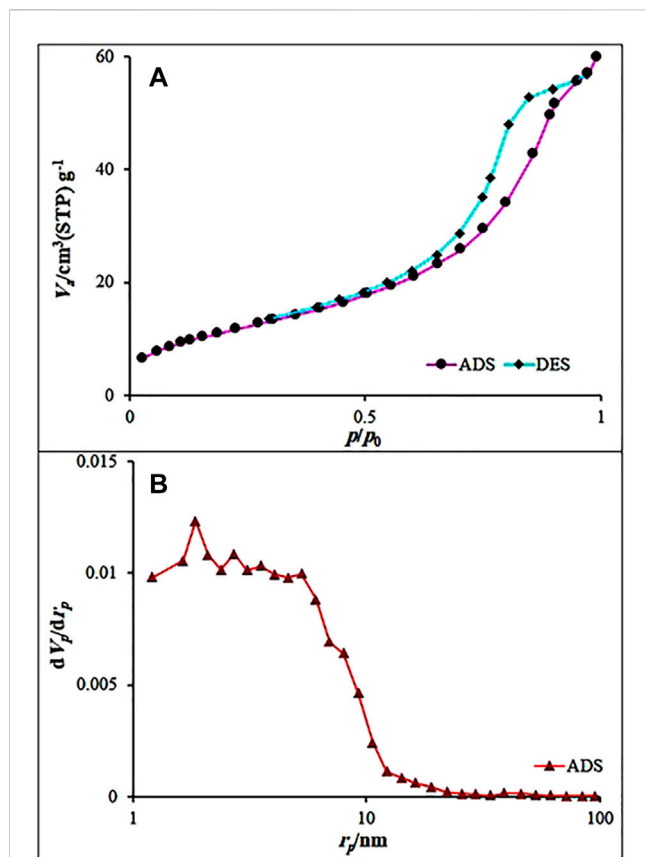 A
60
40
20
0
V_a/cm³(STP) g⁻¹
ADS DES
0 0.5 1
p/p₀
B
0.015
0.01
0.005
0
dV_p/dr_p
ADS
1 10 100
r_p/nm